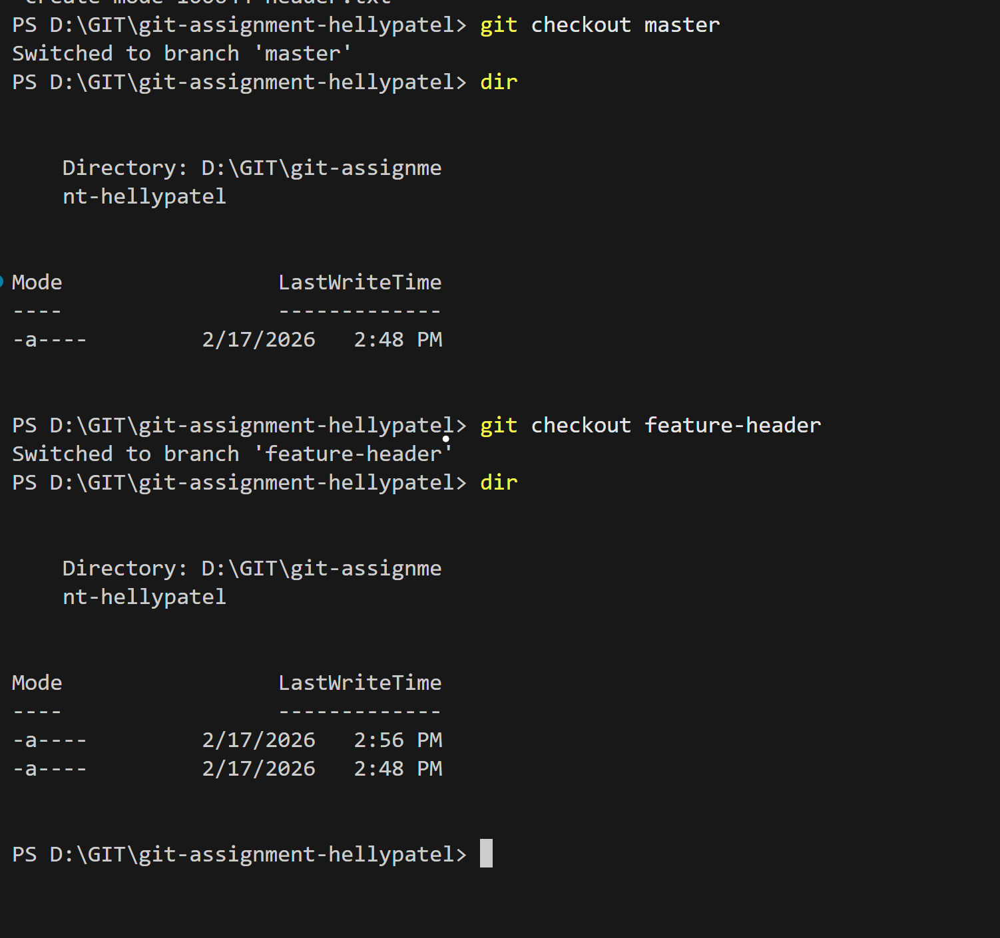 PS D:\GIT\git-assignment-hellypatel> git checkout master
Switched to branch 'master'
PS D:\GIT\git-assignment-hellypatel> dir
Directory: D:\GIT\git-assignme
nt-hellypatel
Mode                 LastWriteTime
----                 -------------
-a----         2/17/2026   2:48 PM
PS D:\GIT\git-assignment-hellypatel> git checkout feature-header
Switched to branch 'feature-header'
PS D:\GIT\git-assignment-hellypatel> dir
Directory: D:\GIT\git-assignme
nt-hellypatel
Mode                 LastWriteTime
----                 -------------
-a----         2/17/2026   2:56 PM
-a----         2/17/2026   2:48 PM
PS D:\GIT\git-assignment-hellypatel>